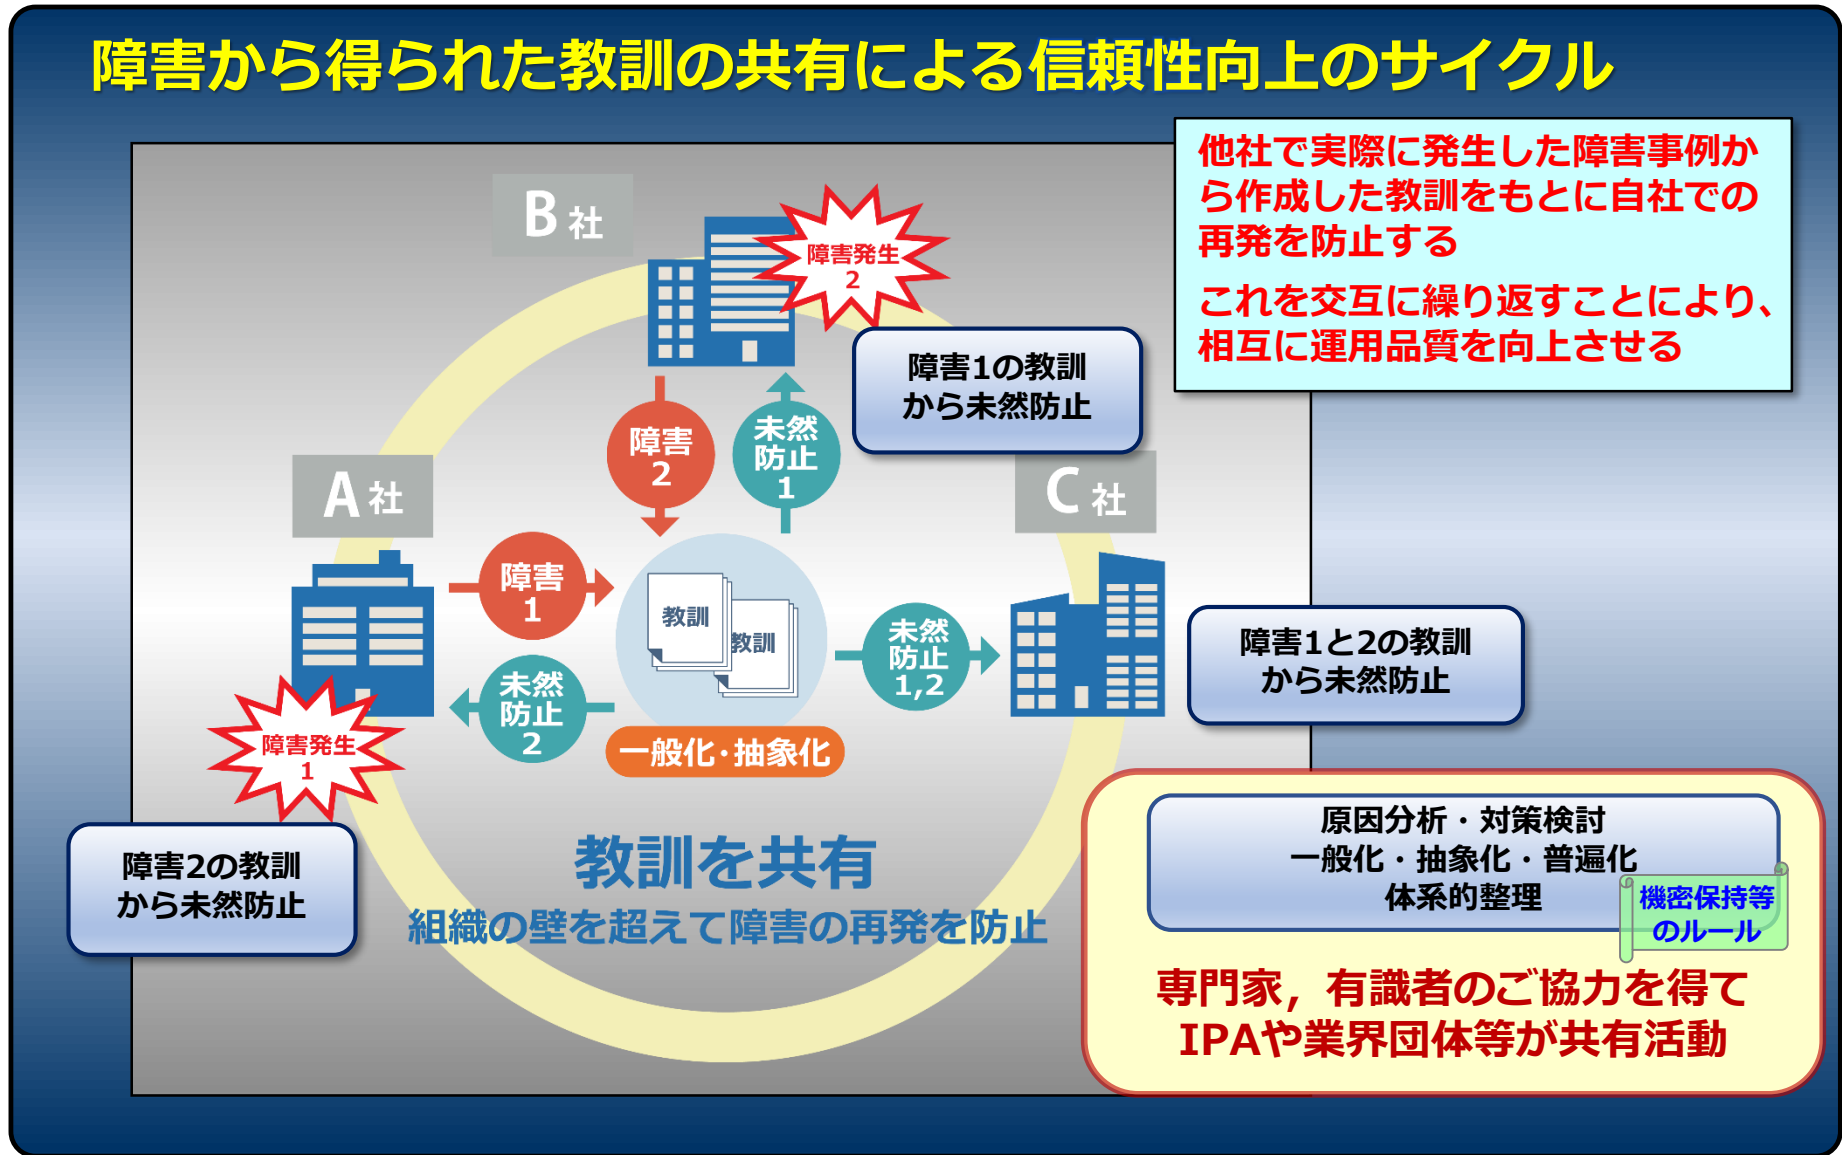 障害から得られた教訓の共有による信頼性向上のサイクル
他社で実際に発生した障害事例か
ら作成した教訓をもとに自社での
再発を防止する
これを交互に繰り返すことにより、
相互に運用品質を向上させる
B社
障害発生
2
障害1の教訓
から未然防止
障害
2
未然
防止
1
A社
C社
障害
1
教訓
教訓
未然
防止
1,2
障害1と2の教訓
から未然防止
未然
防止
2
一般化・抽象化
障害発生
1
障害2の教訓
から未然防止
教訓を共有
組織の壁を超えて障害の再発を防止
原因分析・対策検討
一般化・抽象化・普遍化
体系的整理
機密保持等
のルール
専門家，有識者のご協力を得て
IPAや業界団体等が共有活動